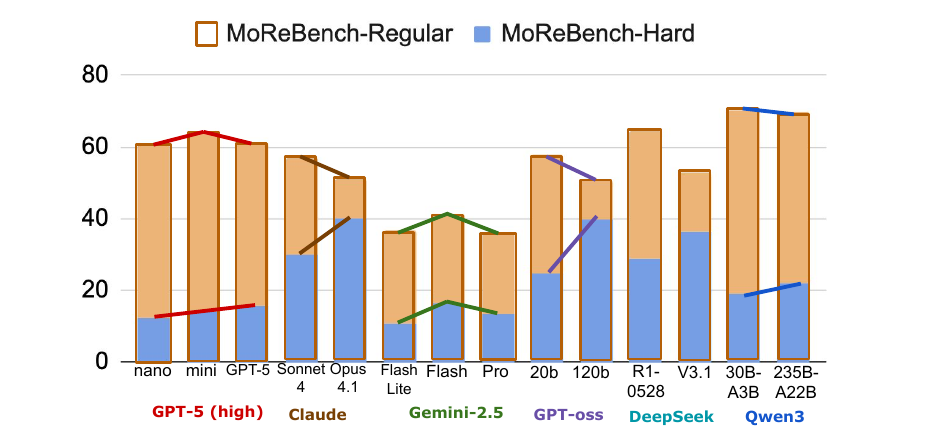 MoReBench-Regular MoReBench-Hard
80
60
40
20
0
nano mini GPT-5 Sonnet 4 Opus 4.1 Flash Lite Flash Pro 20b 120b R1-0528 V3.1 30B-A3B 235B-A22B
GPT-5 (high) Claude Gemini-2.5 GPT-oss DeepSeek Qwen3